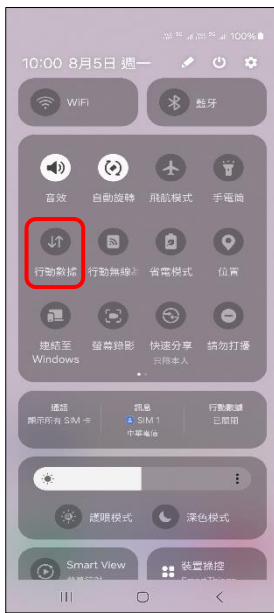 100%
10:00 8月5日 週一
WiFi
藍牙
音效 自動旋轉 飛航模式 手電筒
行動數據 行動無線 省電模式 位置
連結至 螢幕錄影 快速分享 請勿打擾
Windows 只限本人
通話 訊息 行動數據
顯示所有 SIM 卡 SIM 1 已關閉
中華電信
護眼模式 深色模式
Smart View 裝置操控